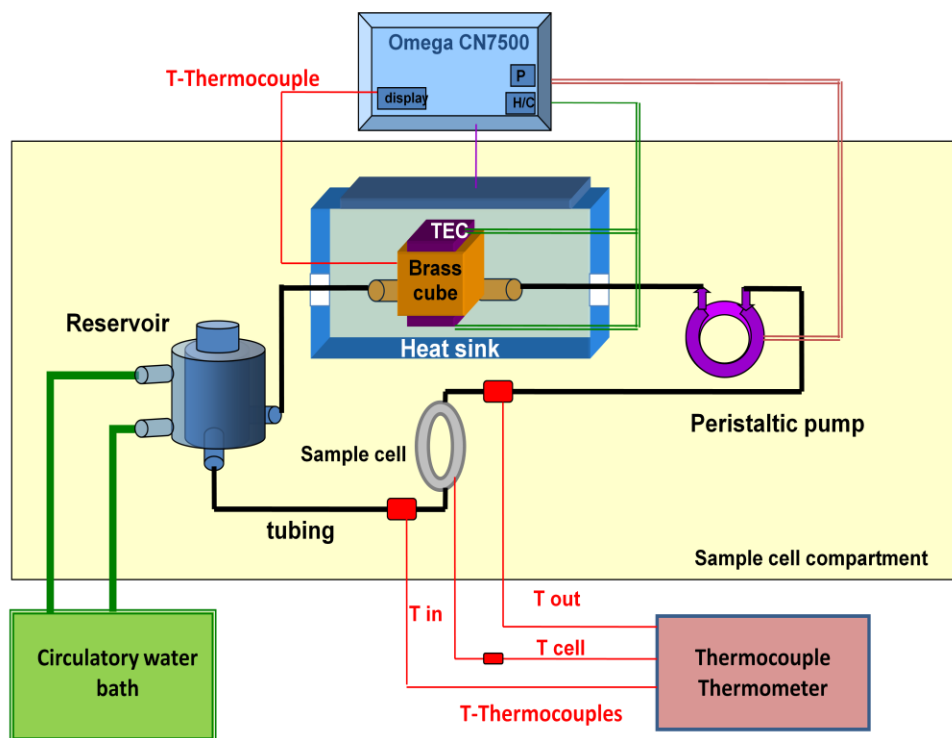 Omega CN7500
P
T-Thermocouple
display
H/C
TEC
Brass
cube
Reservoir
Heat sink
Peristaltic pump
Sample cell
tubing
Sample cell compartment
T out
T in
T cell
Circulatory water
bath
Thermocouple
Thermometer
T-Thermocouples